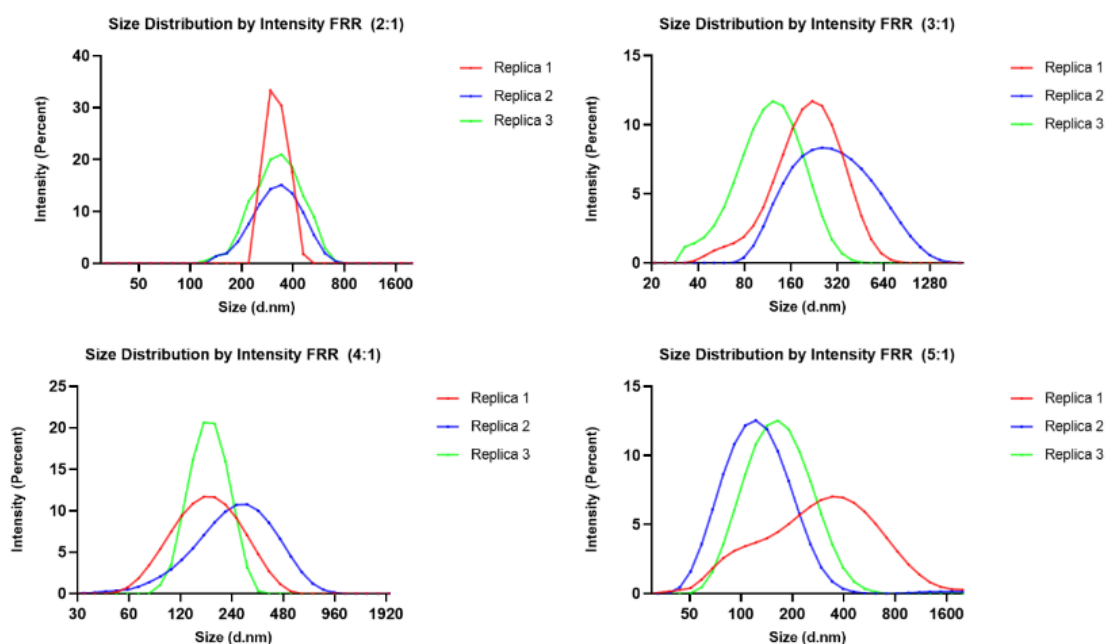 Size Distribution by Intensity FRR (2:1)
Intensity (Percent)
40
30
20
10
0
50 100 200 400 800 1600
Size (d.nm)
Replica 1
Replica 2
Replica 3
Size Distribution by Intensity FRR (3:1)
Intensity (Percent)
15
10
5
0
20 40 80 160 320 640 1280
Size (d.nm)
Replica 1
Replica 2
Replica 3
Size Distribution by Intensity FRR (4:1)
Intensity (Percent)
25
20
15
10
5
0
30 60 120 240 480 960 1920
Size (d.nm)
Replica 1
Replica 2
Replica 3
Size Distribution by Intensity FRR (5:1)
Intensity (Percent)
15
10
5
0
50 100 200 400 800 1600
Size (d.nm)
Replica 1
Replica 2
Replica 3